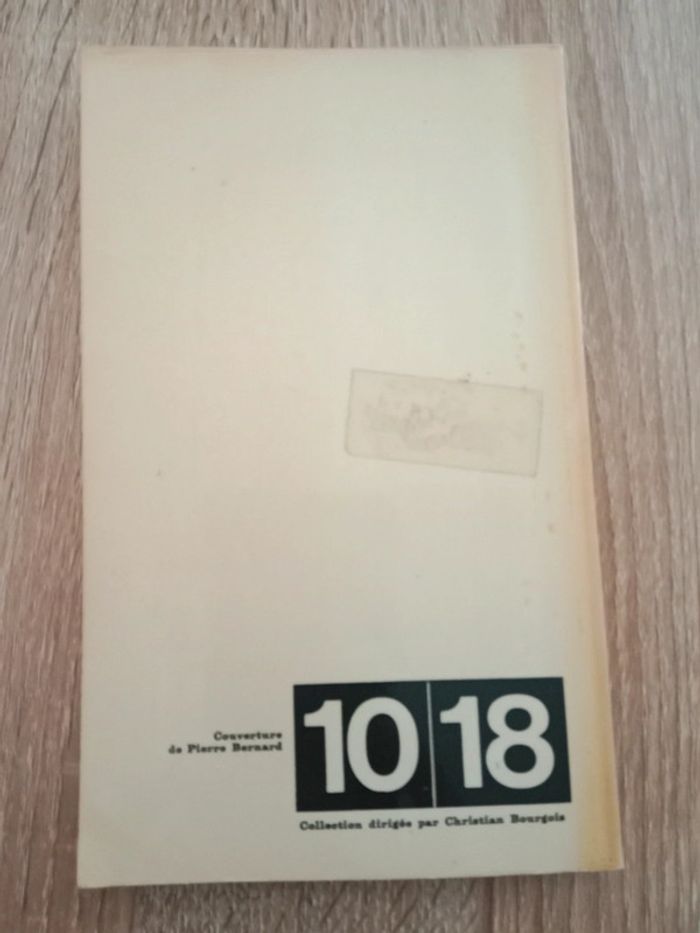 Couverture
de Pierre Bernard
10 18
Collection dirigée par Christian Bourgois